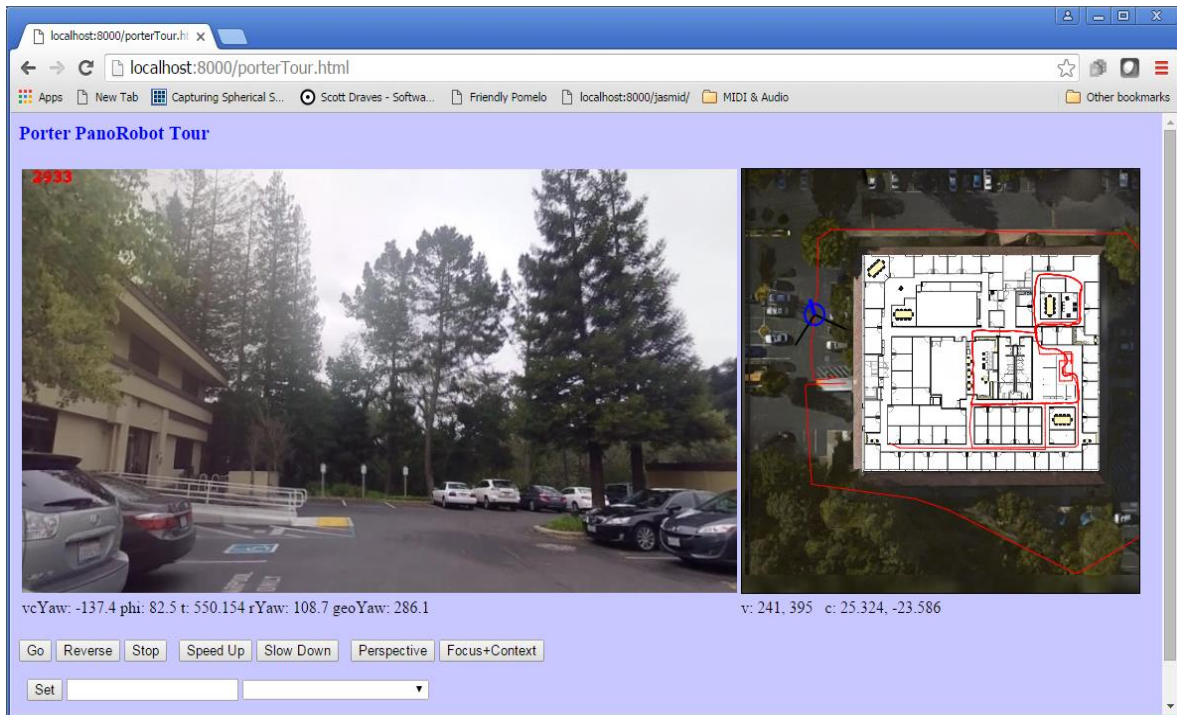 localhost:8000/porterTour.ht
localhost:8000/porterTour.html
Apps New Tab Capturing Spherical S... Scott Draves - Softwa... Friendly Pomelo localhost:8000/jasmid/ MIDI & Audio Other bookmarks
Porter PanoRobot Tour
2933
vcYaw: -137.4 phi: 82.5 t: 550.154 rYaw: 108.7 geoYaw: 286.1
v: 241, 395 c: 25.324, -23.586
Go Reverse Stop Speed Up Slow Down Perspective Focus+Context
Set